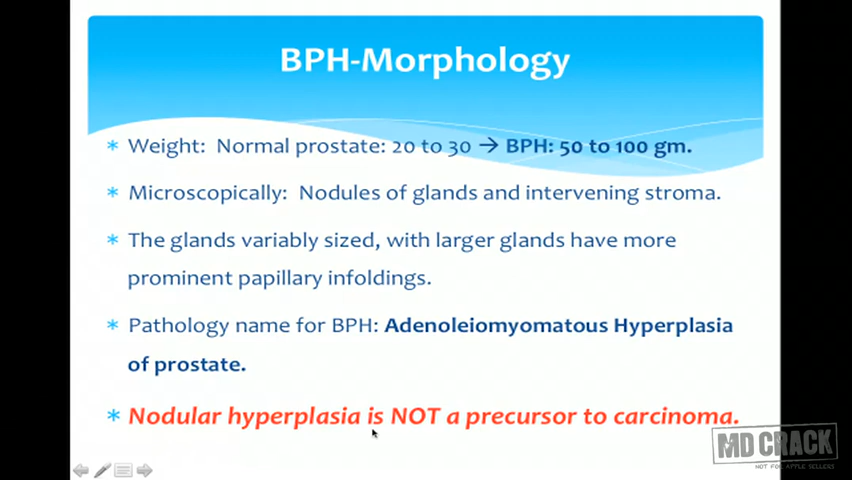 BPH-Morphology
* Weight: Normal prostate: 20 to 30 → BPH: 50 to 100 gm.
* Microscopically: Nodules of glands and intervening stroma.
* The glands variably sized, with larger glands have more
prominent papillary infoldings.
* Pathology name for BPH: Adenoleiomyomatous Hyperplasia
of prostate.
* Nodular hyperplasia is NOT a precursor to carcinoma.
MD CRACK
NOT FOR APPLE SELLERS